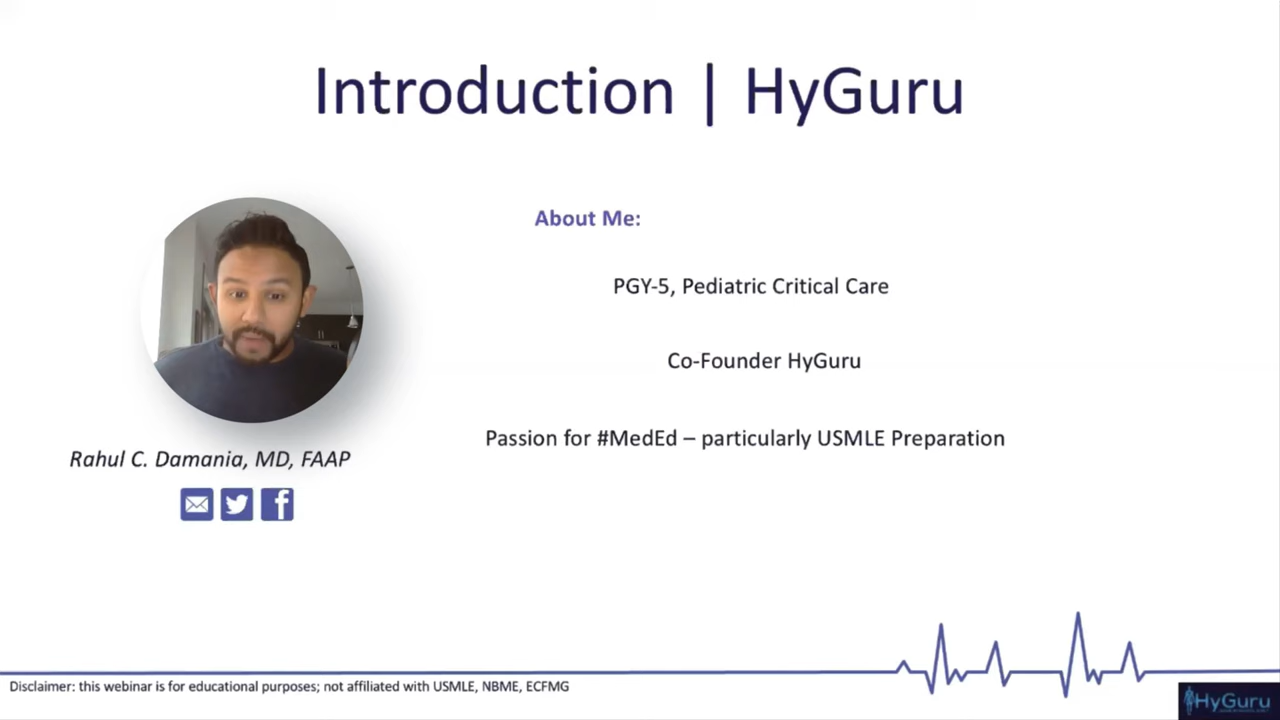 Introduction | HyGuru
About Me:
PGY-5, Pediatric Critical Care
Co-Founder HyGuru
Passion for #MedEd – particularly USMLE Preparation
Rahul C. Damania, MD, FAAP
Disclaimer: this webinar is for educational purposes; not affiliated with USMLE, NBME, ECFMG
HyGuru